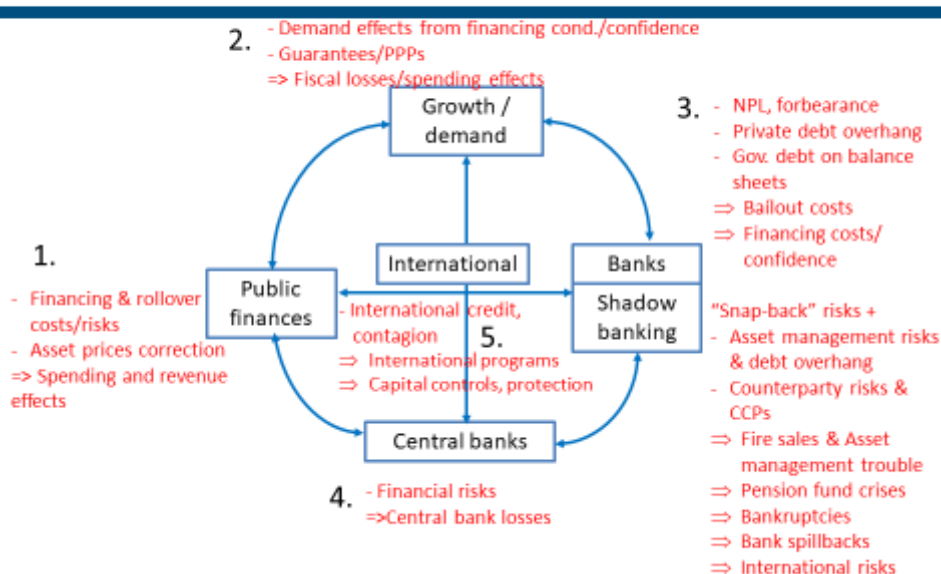 2.
- Demand effects from financing cond./confidence
- Guarantees/PPPs
=> Fiscal losses/spending effects
Growth /
demand
3.
- NPL, forbearance
- Private debt overhang
- Gov. debt on balance
sheets
⇒ Bailout costs
⇒ Financing costs/
confidence
1.
- Financing & rollover
costs/risks
- Asset prices correction
=> Spending and revenue
effects
Public
finances
International
Banks
Shadow
banking
- International credit,
contagion
5.
⇒ International programs
⇒ Capital controls, protection
"Snap-back" risks +
- Asset management risks
& debt overhang
- Counterparty risks &
CCPs
⇒ Fire sales & Asset
management trouble
⇒ Pension fund crises
⇒ Bankruptcies
⇒ Bank spillbacks
⇒ International risks
Central banks
4.
- Financial risks
=>Central bank losses